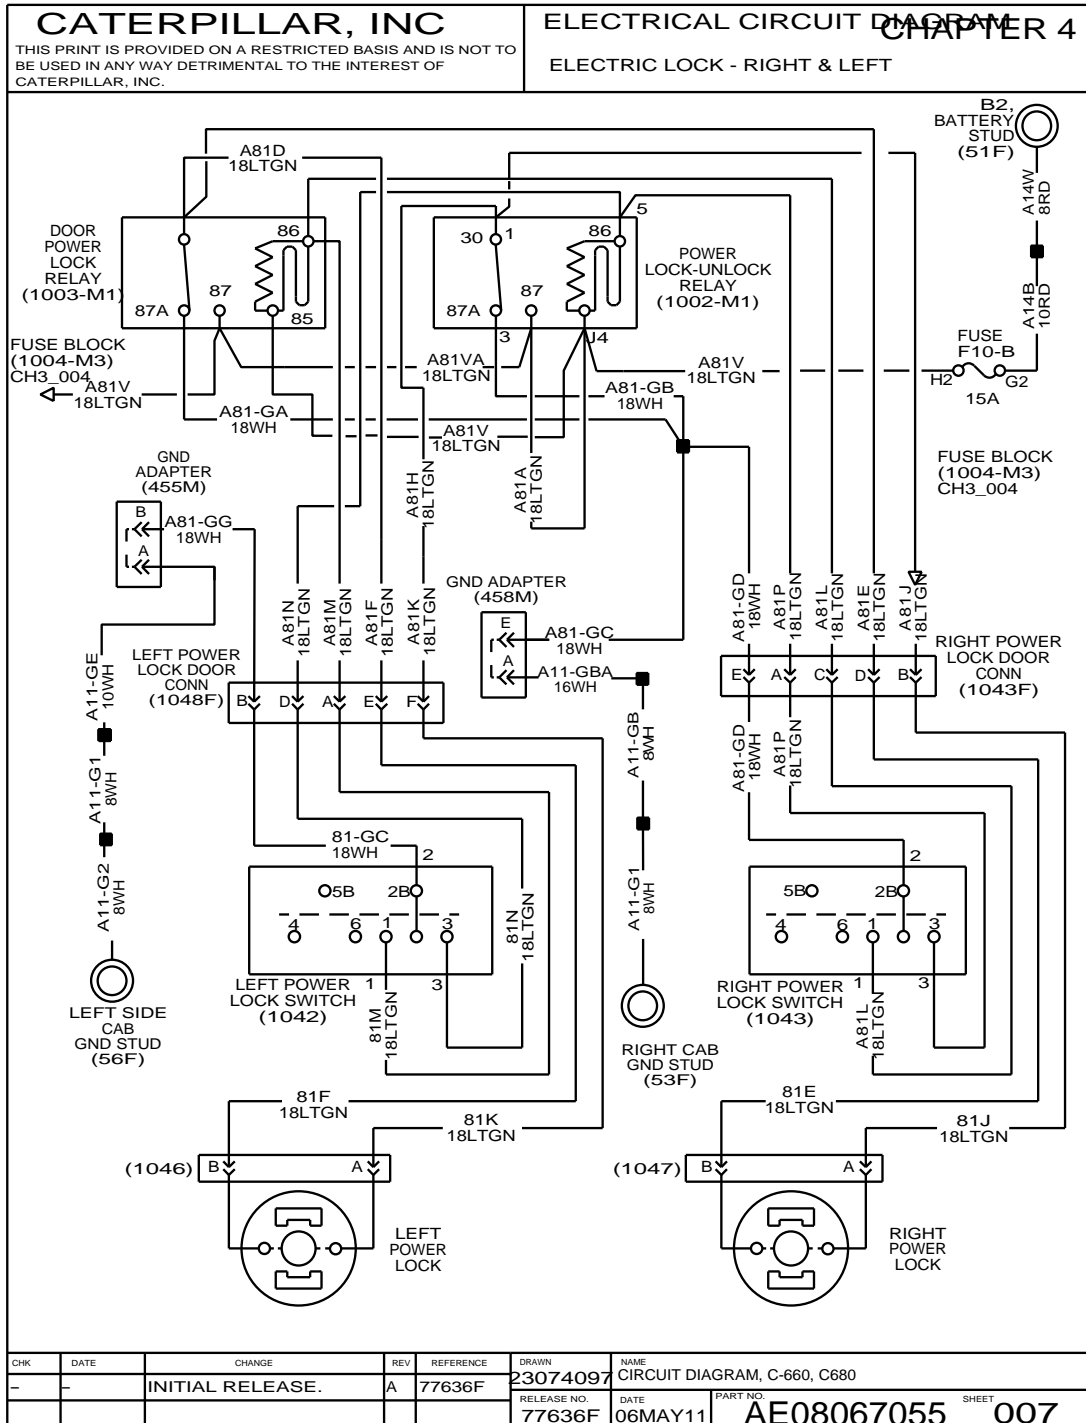 CATERPILLAR, INC
THIS PRINT IS PROVIDED ON A RESTRICTED BASIS AND IS NOT TO
BE USED IN ANY WAY DETRIMENTAL TO THE INTEREST OF
CATERPILLAR, INC.
ELECTRICAL CIRCUIT DIAGRAM
CHAPTER 4
ELECTRIC LOCK - RIGHT & LEFT
B2,
BATTERY
STUD
(51F)
A14W
8RD
A14B
10RD
A81D
18LTGN
DOOR
POWER
LOCK
RELAY
(1003-M1)
86
87
87A
85
5
30
1
86
87
87A
3
J4
POWER
LOCK-UNLOCK
RELAY
(1002-M1)
FUSE
F10-B
H2
G2
15A
FUSE BLOCK
(1004-M3)
CH3_004
A81V
18LTGN
A81VA
18LTGN
A81V
18LTGN
A81-GB
18WH
A81-GA
18WH
A81V
18LTGN
FUSE BLOCK
(1004-M3)
CH3_004
GND
ADAPTER
(455M)
B
A
A81-GG
18WH
A81H
18LTGN
A81A
18LTGN
A81N
18LTGN
A81M
18LTGN
A81F
18LTGN
A81K
18LTGN
GND ADAPTER
(458M)
E
A
A81-GC
18WH
A11-GBA
16WH
A81-GD
18WH
A81P
18LTGN
A81L
18LTGN
A81E
18LTGN
A81J
18LTGN
RIGHT POWER
LOCK DOOR
CONN
(1043F)
LEFT POWER
LOCK DOOR
CONN
(1048F)
B
D
A
E
F
E
A
C
D
B
A11-GE
10WH
A11-G1
8WH
A11-G2
8WH
A11-GB
8WH
A11-G1
8WH
A81-GD
18WH
A81P
18LTGN
81-GC
18WH
2
5B
2B
4
6
1
3
81N
18LTGN
2
5B
2B
4
6
1
3
LEFT SIDE
CAB
GND STUD
(56F)
LEFT POWER
LOCK SWITCH
(1042)
1
3
81M
18LTGN
RIGHT CAB
GND STUD
(53F)
RIGHT POWER
LOCK SWITCH
(1043)
1
3
A81L
18LTGN
81F
18LTGN
81K
18LTGN
81E
18LTGN
81J
18LTGN
(1046)
B
A
(1047)
B
A
LEFT
POWER
LOCK
RIGHT
POWER
LOCK
CHK
DATE
CHANGE
REV
REFERENCE
–
–
INITIAL RELEASE.
A
77636F
DRAWN
23074097
NAME
CIRCUIT DIAGRAM, C-660, C680
RELEASE NO.
77636F
DATE
06MAY11
PART NO.
AE08067055
SHEET
007